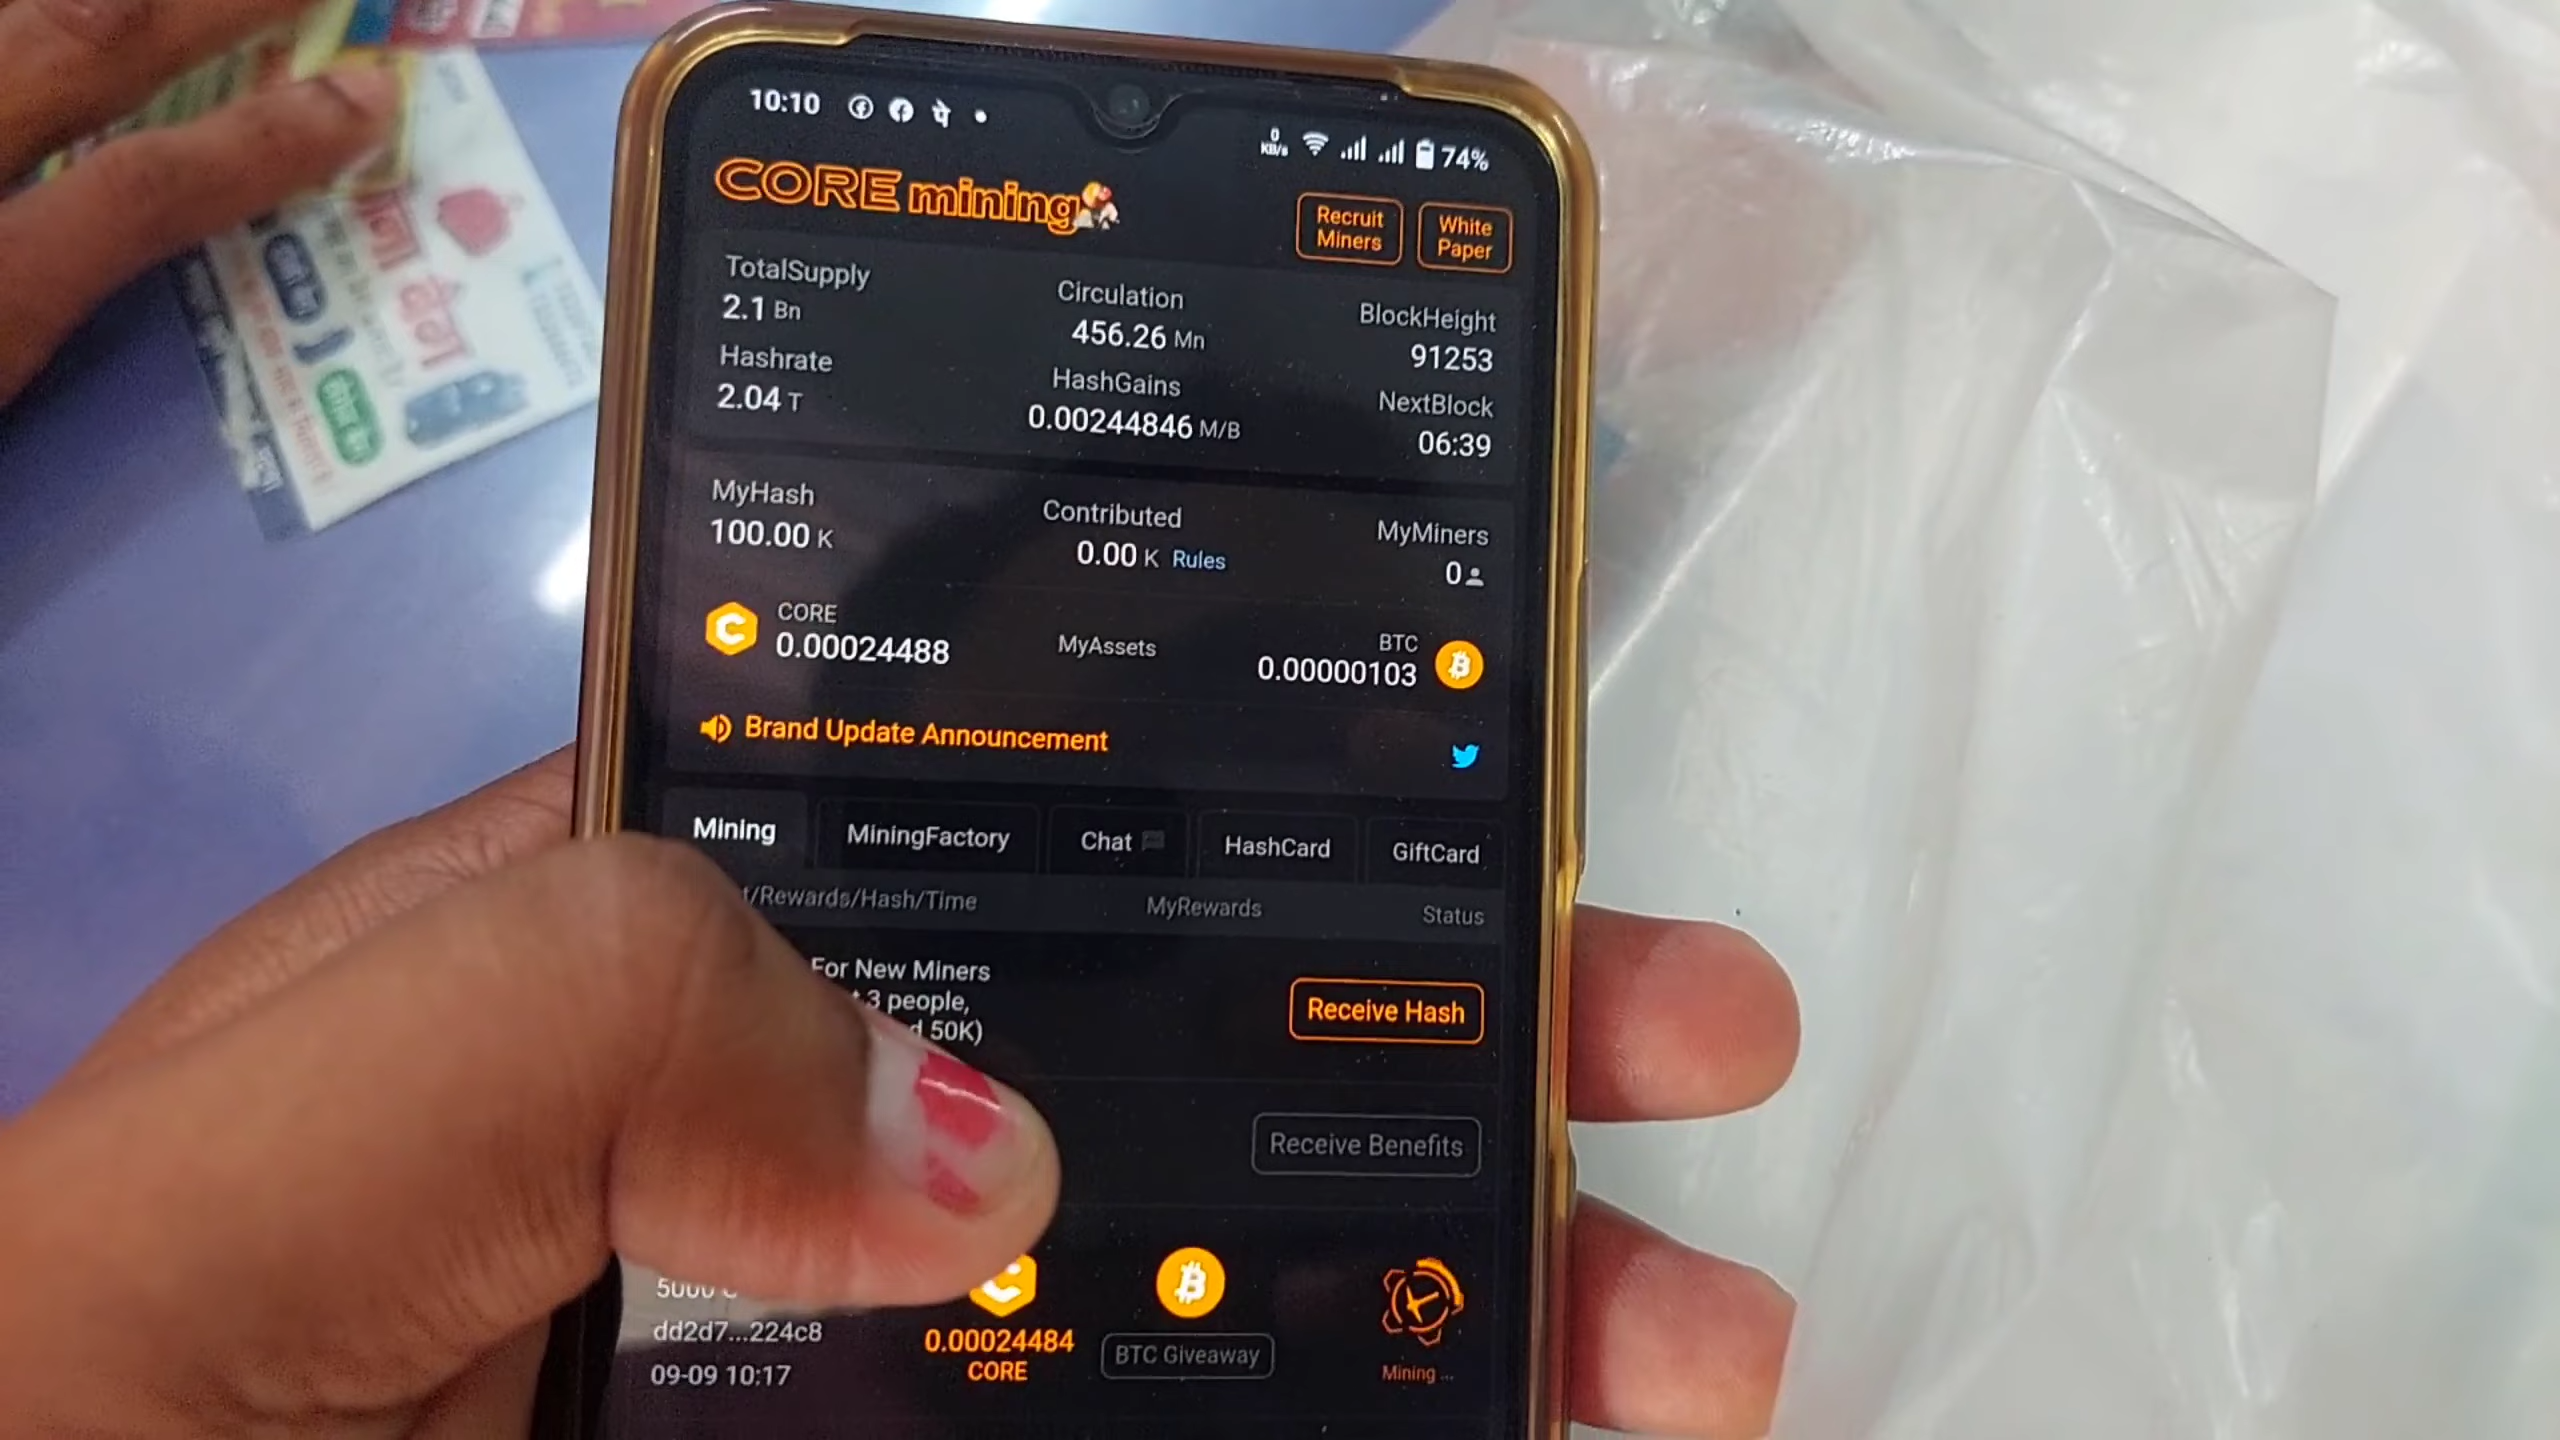 10:10
0
KB/s
74%
CORE mining
Recruit
Miners
White
Paper
TotalSupply
2.1 Bn
Circulation
456.26 Mn
BlockHeight
91253
Hashrate
2.04 T
HashGains
0.00244846 M/B
NextBlock
06:39
MyHash
100.00 K
Contributed
0.00 K Rules
MyMiners
0
CORE
0.00024488
MyAssets
BTC
0.00000103
Brand Update Announcement
Mining
MiningFactory
Chat
HashCard
GiftCard
/Rewards/Hash/Time
MyRewards
Status
For New Miners
3 people,
50K)
Receive Hash
Receive Benefits
dd2d7...224c8
09-09 10:17
0.00024484
CORE
BTC Giveaway
Mining ...